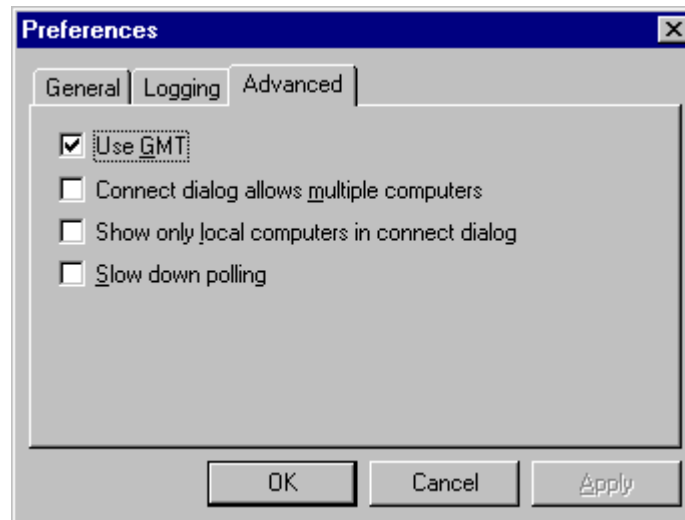 Preferences
General Logging Advanced
Use GMT
Connect dialog allows multiple computers
Show only local computers in connect dialog
Slow down polling
OK Cancel Apply